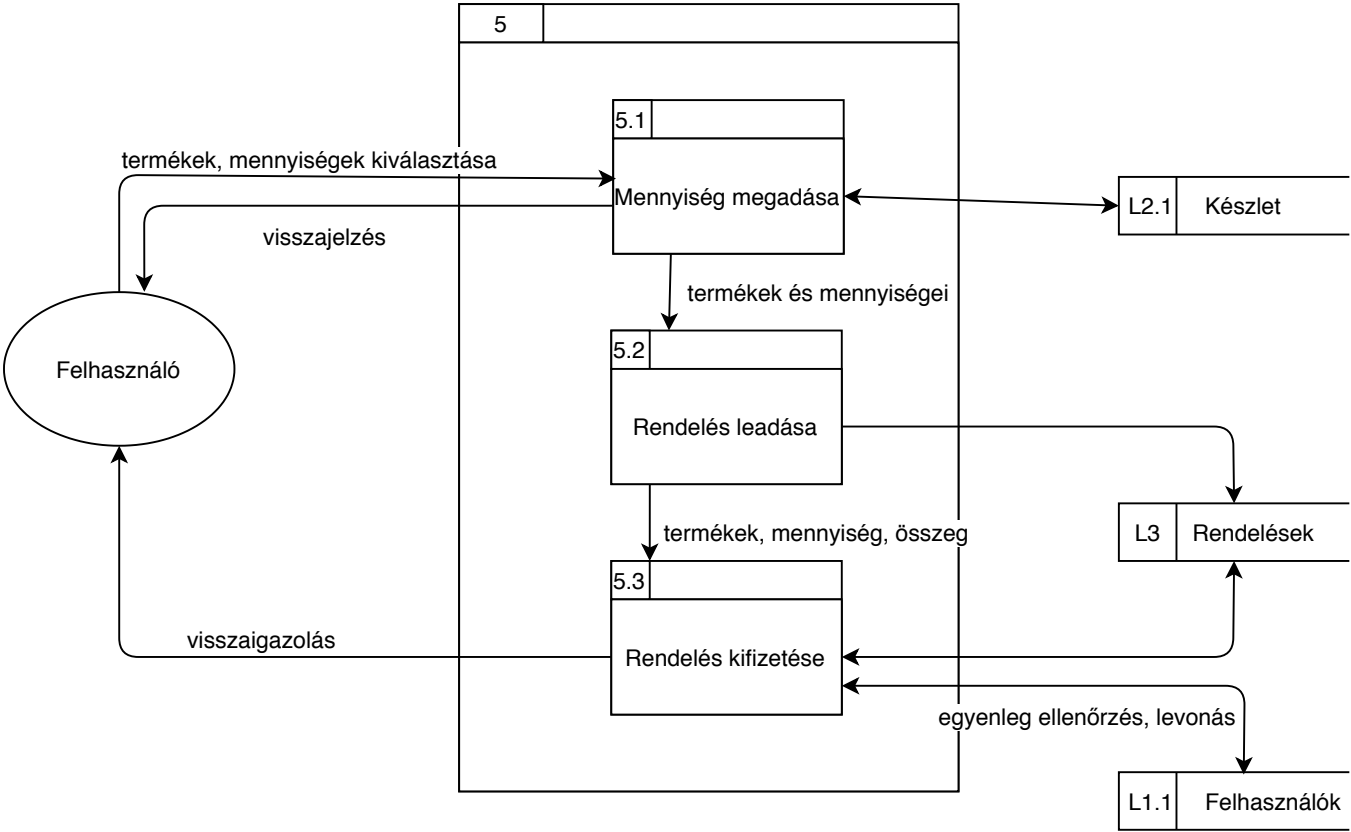 5
5.1
termékek, mennyiségek kiválasztása
Mennyiség megadása
L2.1
Készlet
visszajelzés
termékek és mennyiségei
5.2
Felhasználó
Rendelés leadása
termékek, mennyiség, összeg
L3
Rendelések
5.3
visszaigazolás
Rendelés kifizetése
egyenleg ellenőrzés, levonás
L1.1
Felhasználók